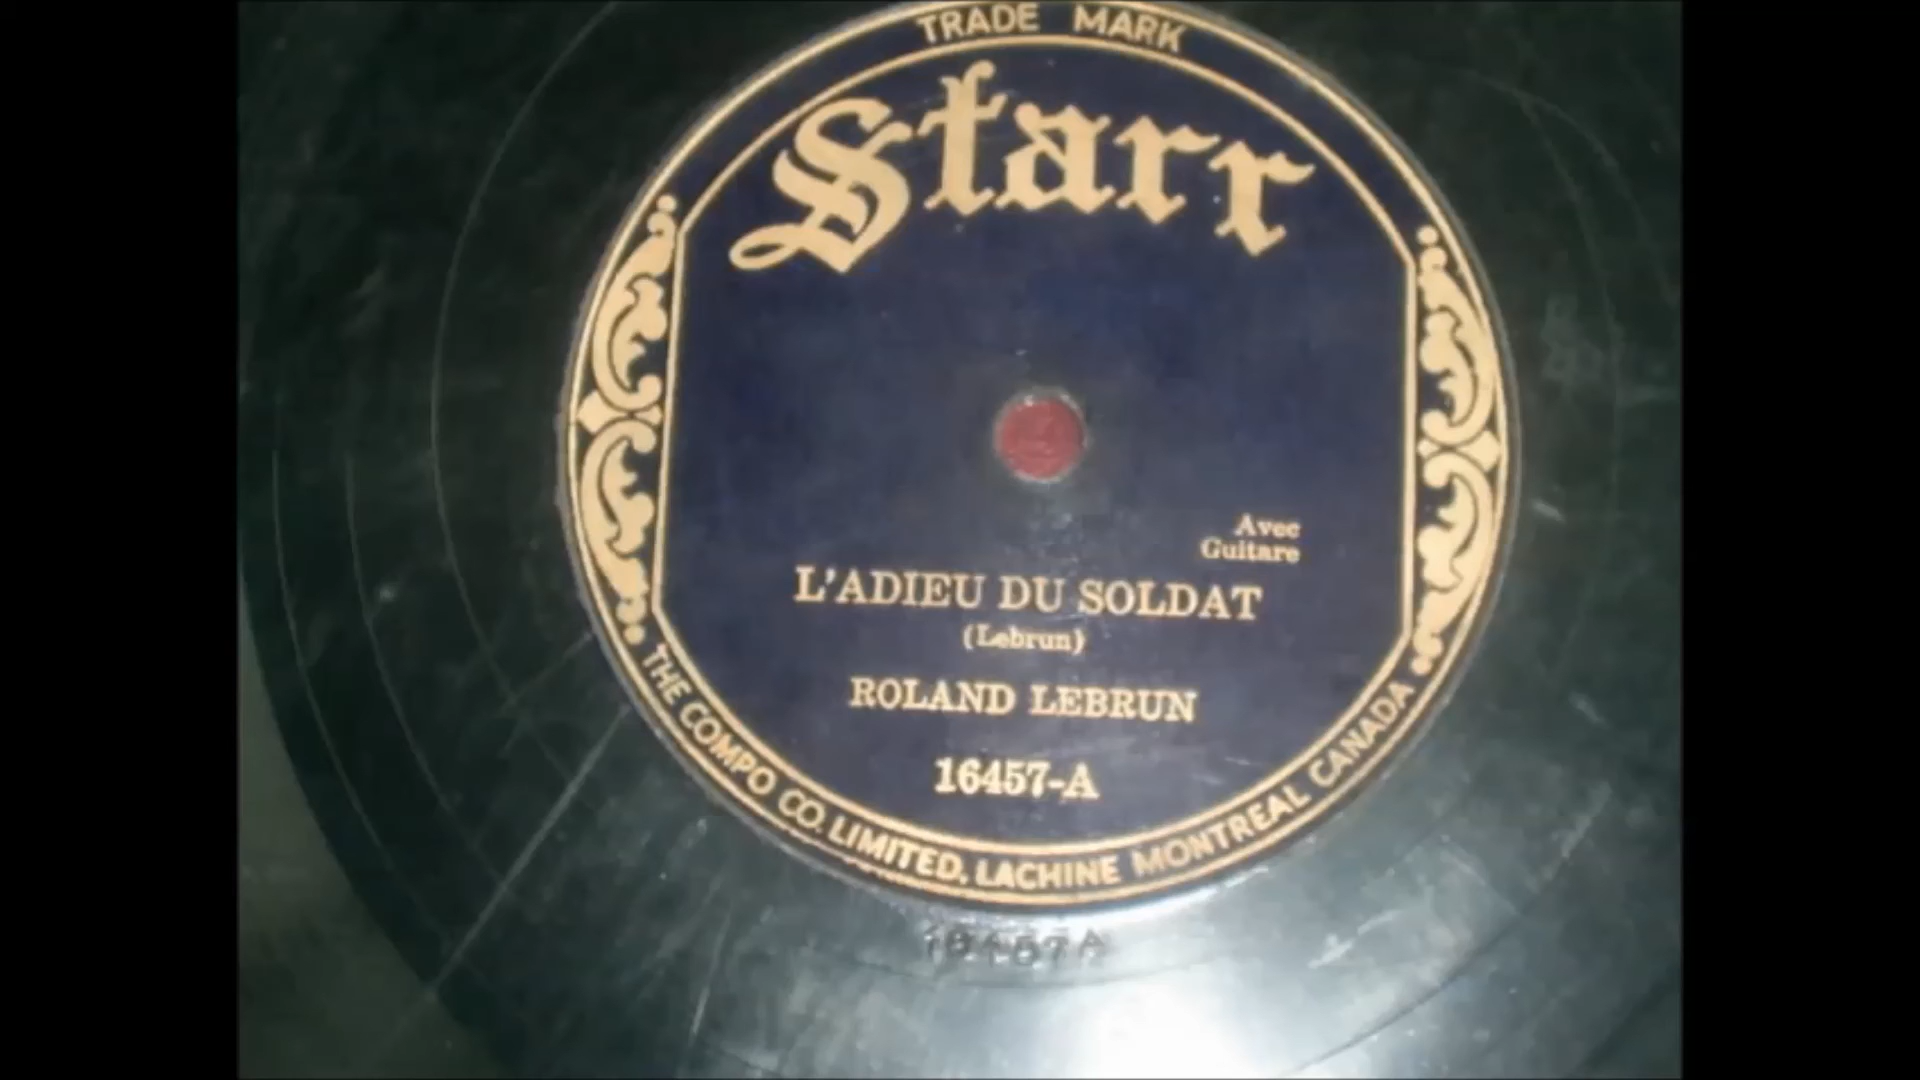 TRADE MARK
Starr
Avec
Guitare
L'ADIEU DU SOLDAT
(Lebrun)
ROLAND LEBRUN
16457-A
THE COMPO CO. LIMITED, LACHINE MONTREAL CANADA
16457A